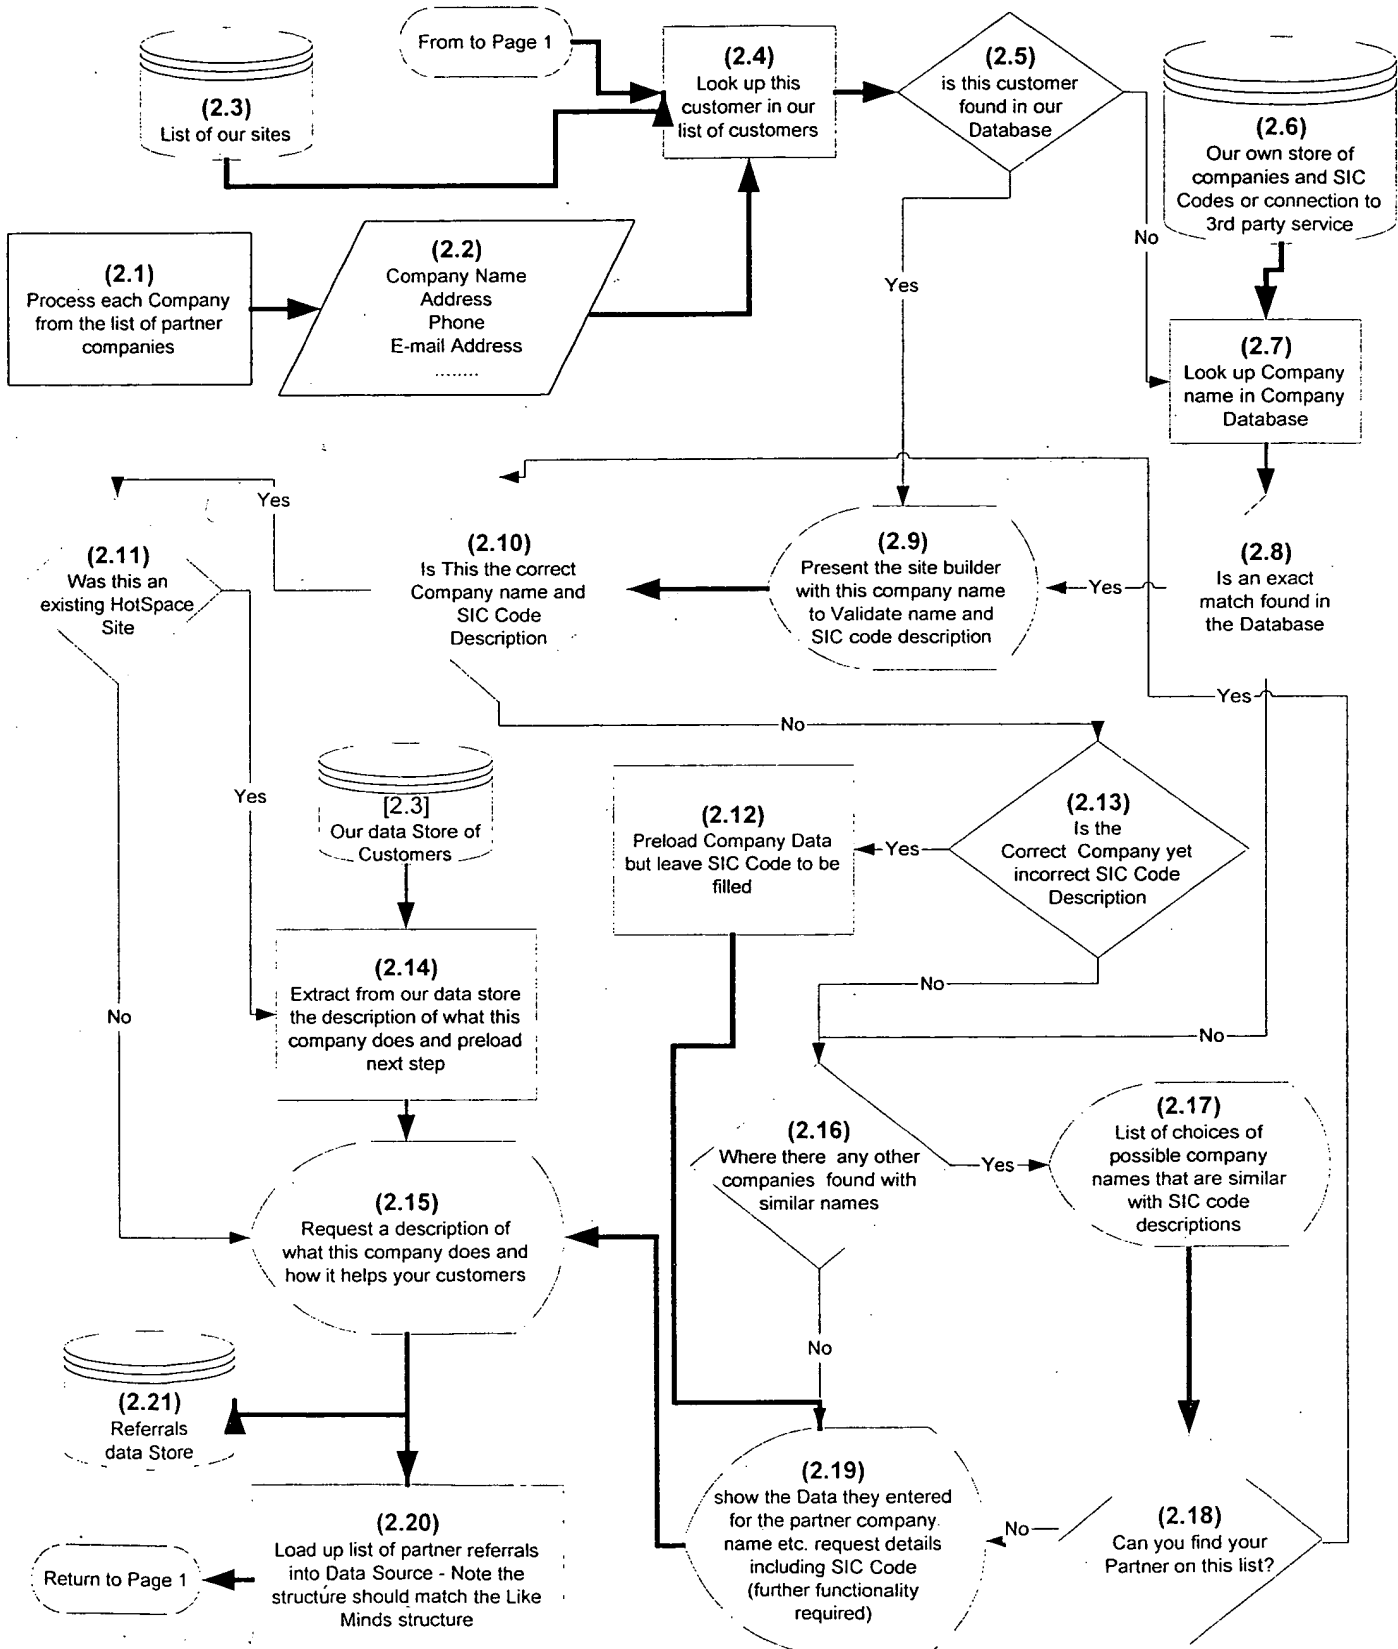 From to Page 1
(2.3)
List of our sites
(2.4)
Look up this
customer in our
list of customers
(2.5)
is this customer
found in our
Database
(2.6)
Our own store of
companies and SIC
Codes or connection to
3rd party service
(2.1)
Process each Company
from the list of partner
companies
(2.2)
Company Name
Address
Phone
E-mail Address
........
No
Yes
(2.7)
Look up Company
name in Company
Database
Yes
(2.11)
Was this an
existing HotSpace
Site
(2.10)
Is This the correct
Company name and
SIC Code
Description
(2.9)
Present the site builder
with this company name
to Validate name and
SIC code description
Yes
(2.8)
Is an exact
match found in
the Database
Yes
No
Yes
[2.3]
Our data Store of
Customers
(2.12)
Preload Company Data
but leave SIC Code to be
filled
Yes
(2.13)
Is the
Correct Company yet
incorrect SIC Code
Description
(2.14)
Extract from our data store
the description of what this
company does and preload
next step
No
No
No
(2.15)
Request a description of
what this company does and
how it helps your customers
(2.16)
Where there any other
companies found with
similar names
Yes
(2.17)
List of choices of
possible company
names that are similar
with SIC code
descriptions
No
(2.21)
Referrals
data Store
(2.20)
Load up list of partner referrals
into Data Source - Note the
structure should match the Like
Minds structure
Return to Page 1
(2.19)
show the Data they entered
for the partner company
name etc. request details
including SIC Code
(further functionality
required)
No
(2.18)
Can you find your
Partner on this list?